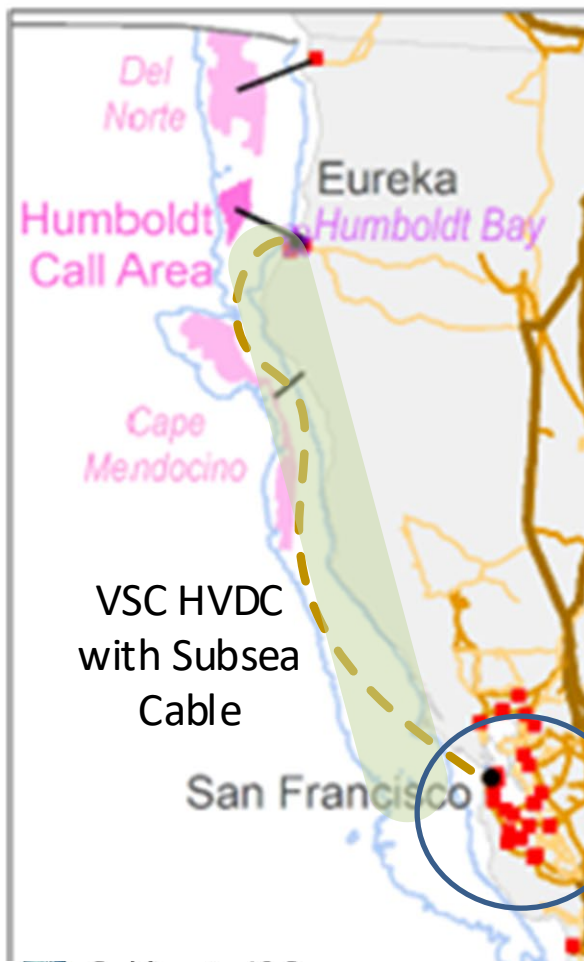 Del
Norte
Eureka
Humboldt
Call Area
Humboldt Bay
Cape
Mendocino
VSC HVDC
with Subsea
Cable
San Francisco